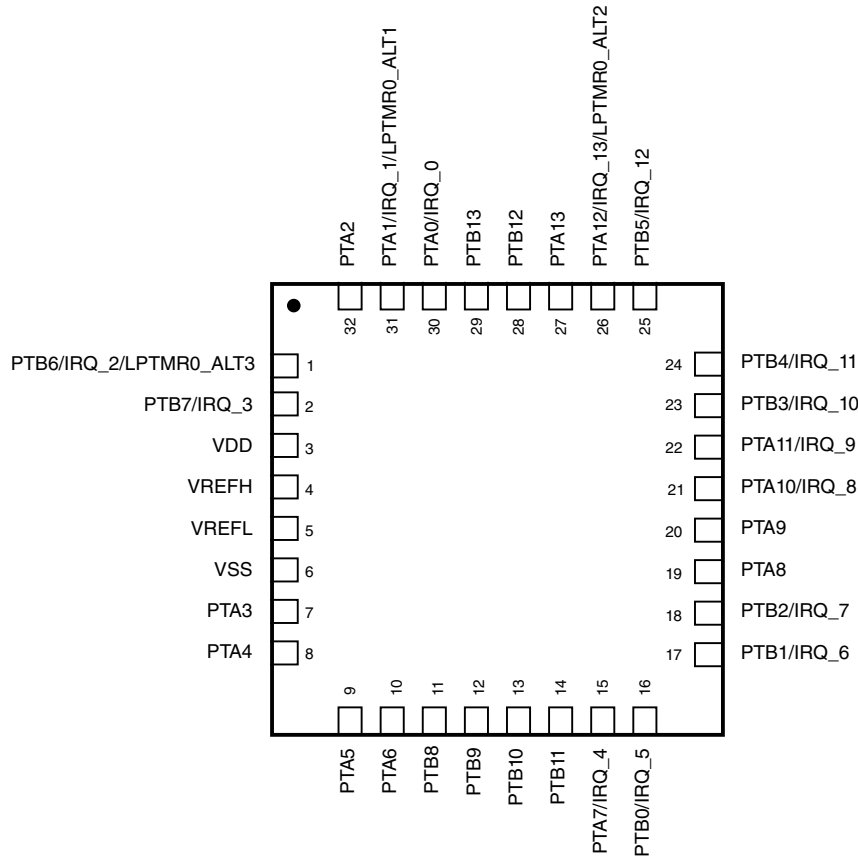 PTA2
PTA1/IRQ_1/LPTMR0_ALT1
PTA0/IRQ_0
PTB13
PTB12
PTA13
PTA12/IRQ_13/LPTMR0_ALT2
PTB5/IRQ_12
32
31
30
29
28
27
26
25
PTB6/IRQ_2/LPTMR0_ALT3 1
PTB7/IRQ_3 2
VDD 3
VREFH 4
VREFL 5
VSS 6
PTA3 7
PTA4 8
24 PTB4/IRQ_11
23 PTB3/IRQ_10
22 PTA11/IRQ_9
21 PTA10/IRQ_8
20 PTA9
19 PTA8
18 PTB2/IRQ_7
17 PTB1/IRQ_6
9
10
11
12
13
14
15
16
PTA5
PTA6
PTB8
PTB9
PTB10
PTB11
PTA7/IRQ_4
PTB0/IRQ_5